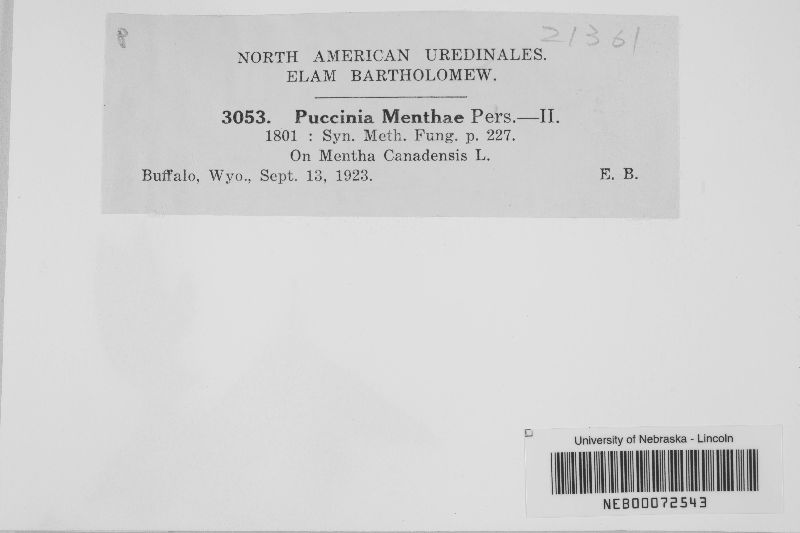 8
21361
NORTH AMERICAN UREDINALES.
ELAM BARTHOLOMEW.
3053. Puccinia Menthae Pers.—II.
1801 : Syn. Meth. Fung. p. 227.
On Mentha Canadensis L.
Buffalo, Wyo., Sept. 13, 1923. E. B.
University of Nebraska - Lincoln
NEB00072543